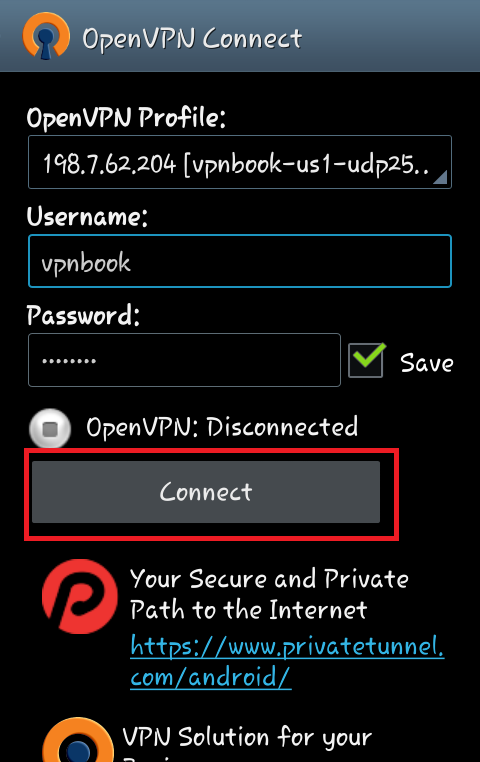 OpenVPN Connect
OpenVPN Profile:
198.7.62.204 [vpnbook-us1-udp25..
Username:
vpnbook
Password:
........
Save
OpenVPN: Disconnected
Connect
Your Secure and Private
Path to the Internet
https://www.privatetunnel.
com/android/
VPN Solution for your